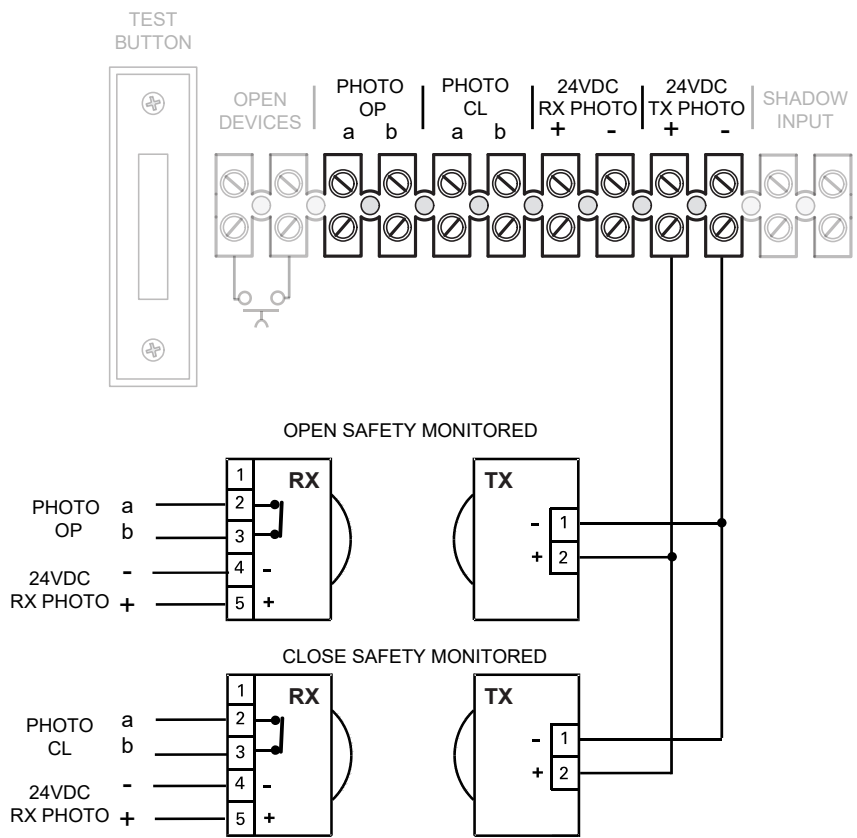 TEST
BUTTON
OPEN
DEVICES
PHOTO
OP
a b
PHOTO
CL
a b
24VDC
RX PHOTO
+ -
24VDC
TX PHOTO
+ -
SHADOW
INPUT
OPEN SAFETY MONITORED
PHOTO
OP
a
b
24VDC
RX PHOTO
-
+
1
2
3
4 -
5 +
RX
TX
- 1
+ 2
CLOSE SAFETY MONITORED
PHOTO
CL
a
b
24VDC
RX PHOTO
-
+
1
2
3
4 -
5 +
RX
TX
- 1
+ 2